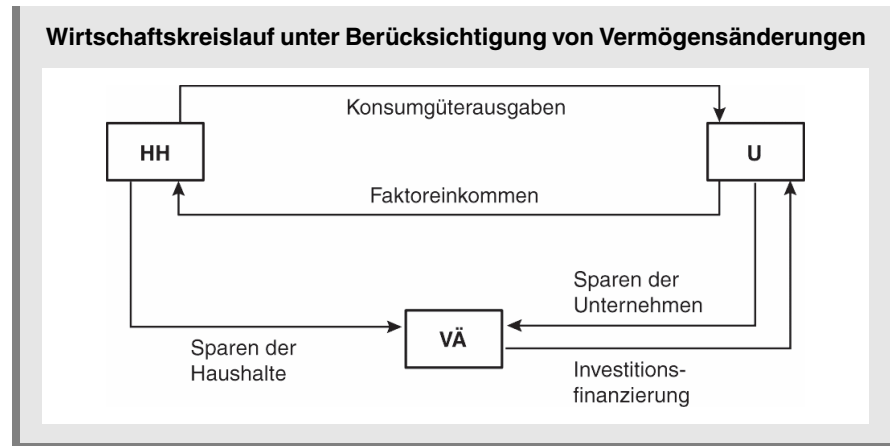 Wirtschaftskreislauf unter Berücksichtigung von Vermögensänderungen
Konsumgüterausgaben
HH
U
Faktoreinkommen
Sparen der
Unternehmen
VÄ
Sparen der
Haushalte
Investitions-
finanzierung